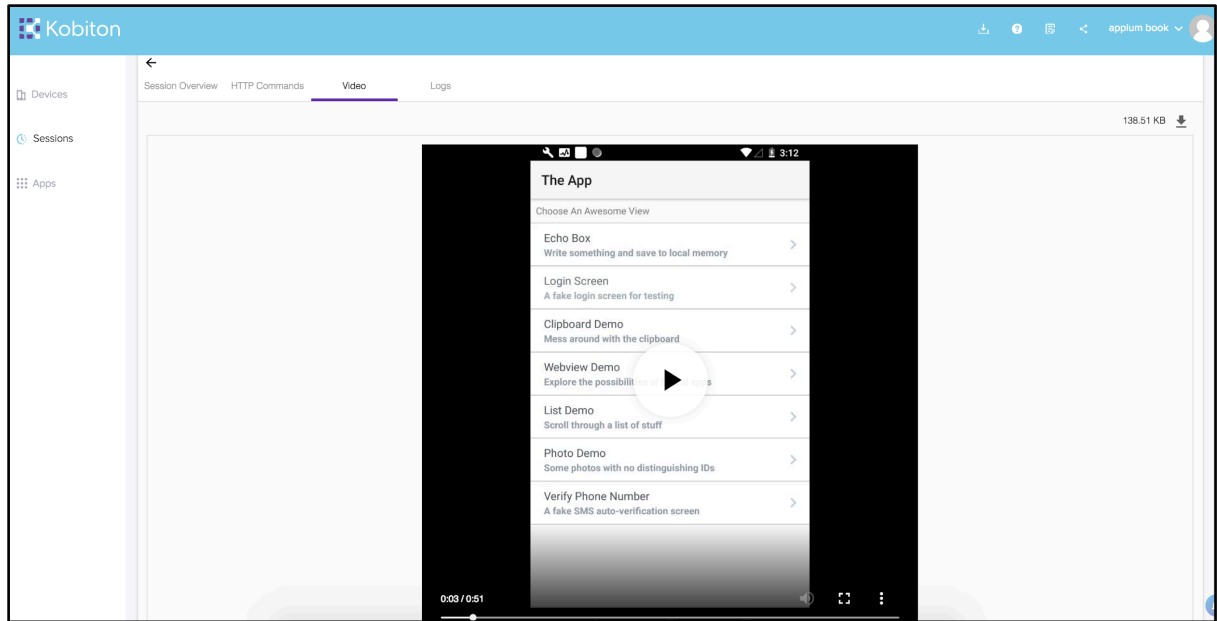 Kobiton
appium book
Devices
Sessions
Apps
Session Overview HTTP Commands Video Logs
138.51 KB
3:12
The App
Choose An Awesome View
Echo Box
Write something and save to local memory
Login Screen
A fake login screen for testing
Clipboard Demo
Mess around with the clipboard
Webview Demo
Explore the
List Demo
Scroll through a list of stuff
Photo Demo
Some photos with no distinguishing IDs
Verify Phone Number
A fake SMS auto-verification screen
0:03 / 0:51